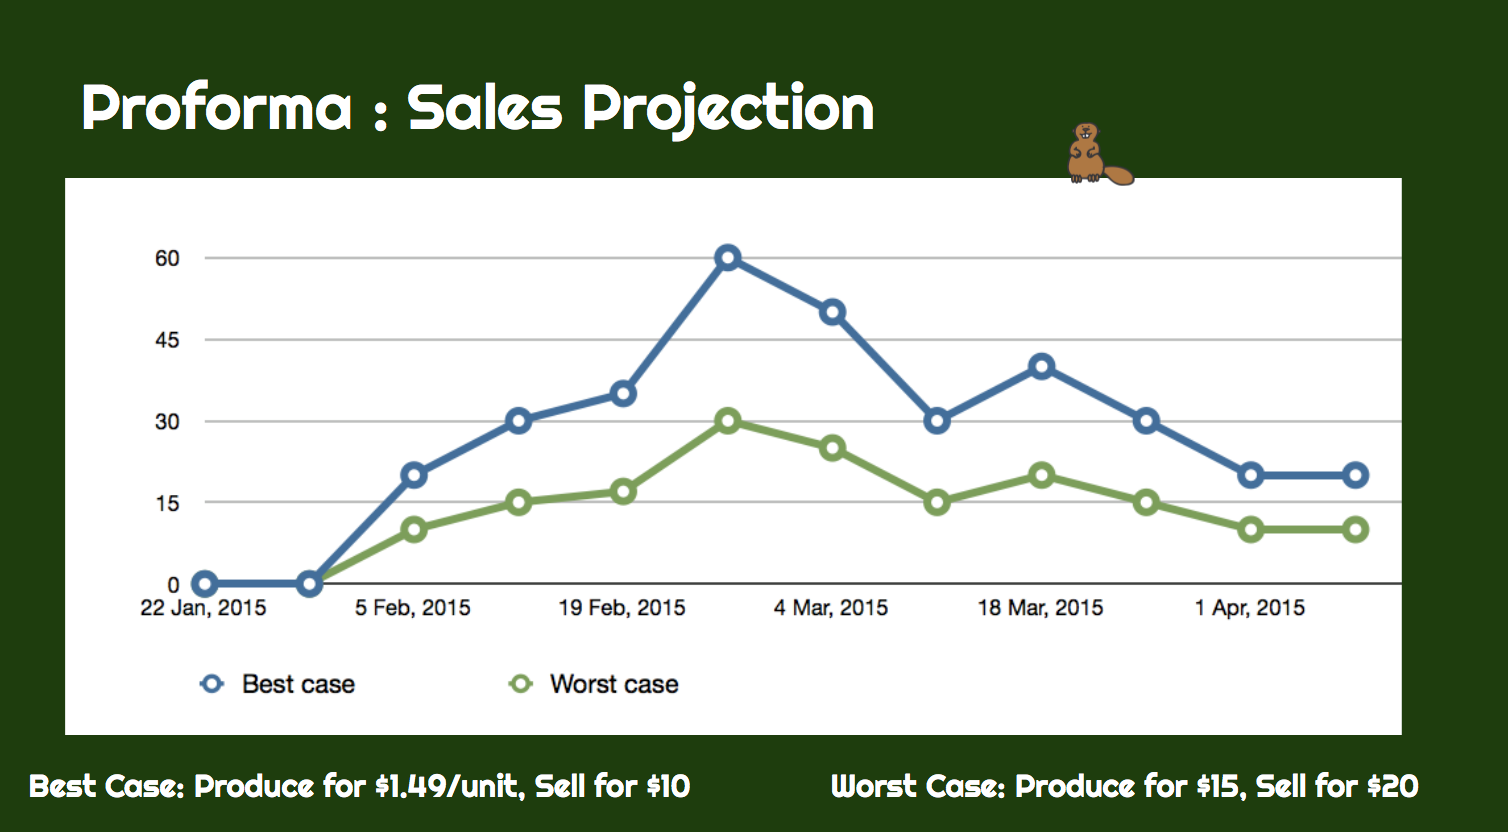 Proforma : Sales Projection
60
45
30
15
0
22 Jan, 2015 5 Feb, 2015 19 Feb, 2015 4 Mar, 2015 18 Mar, 2015 1 Apr, 2015
Best case Worst case
Best Case: Produce for $1.49/unit, Sell for $10 Worst Case: Produce for $15, Sell for $20